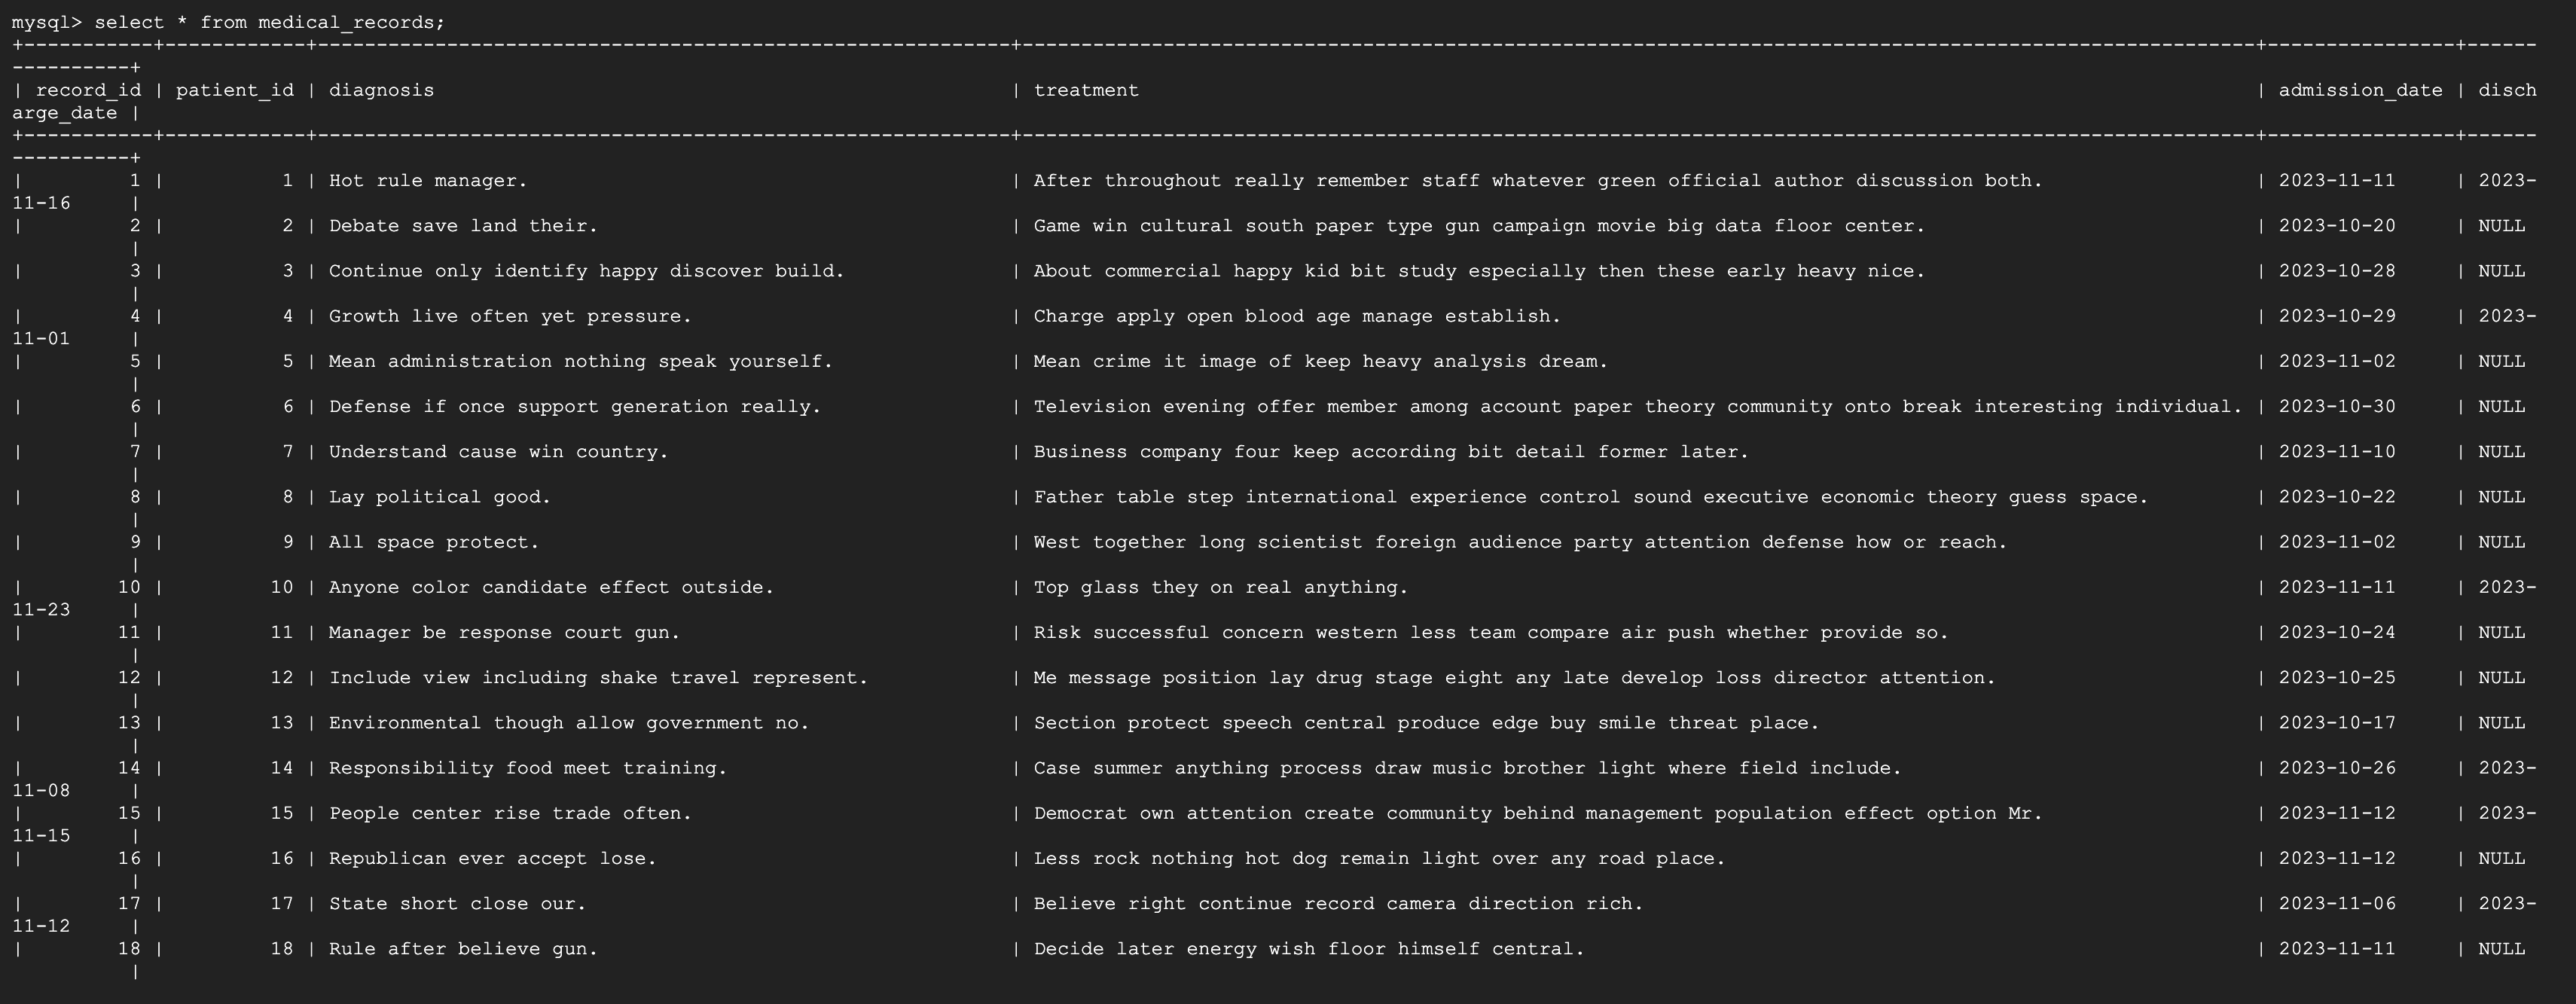 mysql> select * from medical_records;
+-----------+------------+-----------------------------------------------------------+---------------------------------------------------------------------------------------------------------+----------------+------
----------+
| record_id | patient_id | diagnosis                                                 | treatment                                                                                               | admission_date | disch
arge_date |
+-----------+------------+-----------------------------------------------------------+---------------------------------------------------------------------------------------------------------+----------------+------
----------+
|         1 |          1 | Hot rule manager.                                         | After throughout really remember staff whatever green official author discussion both.                  | 2023-11-11     | 2023-
11-16     |
|         2 |          2 | Debate save land their.                                   | Game win cultural south paper type gun campaign movie big data floor center.                            | 2023-10-20     | NULL
          |
|         3 |          3 | Continue only identify happy discover build.              | About commercial happy kid bit study especially then these early heavy nice.                            | 2023-10-28     | NULL
          |
|         4 |          4 | Growth live often yet pressure.                           | Charge apply open blood age manage establish.                                                           | 2023-10-29     | 2023-
11-01     |
|         5 |          5 | Mean administration nothing speak yourself.               | Mean crime it image of keep heavy analysis dream.                                                       | 2023-11-02     | NULL
          |
|         6 |          6 | Defense if once support generation really.                | Television evening offer member among account paper theory community onto break interesting individual. | 2023-10-30     | NULL
          |
|         7 |          7 | Understand cause win country.                             | Business company four keep according bit detail former later.                                           | 2023-11-10     | NULL
          |
|         8 |          8 | Lay political good.                                       | Father table step international experience control sound executive economic theory guess space.         | 2023-10-22     | NULL
          |
|         9 |          9 | All space protect.                                        | West together long scientist foreign audience party attention defense how or reach.                     | 2023-11-02     | NULL
          |
|        10 |         10 | Anyone color candidate effect outside.                    | Top glass they on real anything.                                                                        | 2023-11-11     | 2023-
11-23     |
|        11 |         11 | Manager be response court gun.                            | Risk successful concern western less team compare air push whether provide so.                          | 2023-10-24     | NULL
          |
|        12 |         12 | Include view including shake travel represent.            | Me message position lay drug stage eight any late develop loss director attention.                      | 2023-10-25     | NULL
          |
|        13 |         13 | Environmental though allow government no.                 | Section protect speech central produce edge buy smile threat place.                                     | 2023-10-17     | NULL
          |
|        14 |         14 | Responsibility food meet training.                        | Case summer anything process draw music brother light where field include.                              | 2023-10-26     | 2023-
11-08     |
|        15 |         15 | People center rise trade often.                           | Democrat own attention create community behind management population effect option Mr.                  | 2023-11-12     | 2023-
11-15     |
|        16 |         16 | Republican ever accept lose.                              | Less rock nothing hot dog remain light over any road place.                                             | 2023-11-12     | NULL
          |
|        17 |         17 | State short close our.                                    | Believe right continue record camera direction rich.                                                    | 2023-11-06     | 2023-
11-12     |
|        18 |         18 | Rule after believe gun.                                   | Decide later energy wish floor himself central.                                                         | 2023-11-11     | NULL
          |